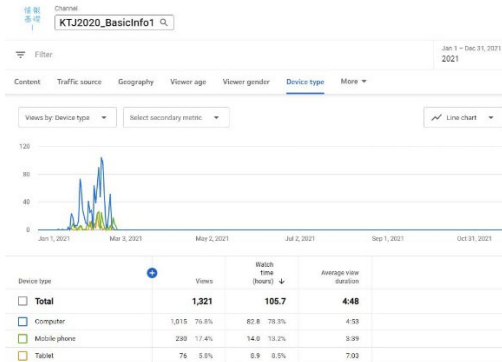 Channel
KTJ2020_BasicInfo1
Filter
Jan 1 – Dec 31, 2021
2021
Content Traffic source Geography Viewer age Viewer gender Device type More
Views by: Device type Select secondary metric Line chart
120
80
40
0
Jan 1, 2021 Mar 3, 2021 May 2, 2021 Jul 2, 2021 Sep 1, 2021 Oct 31, 2021
Device type Views Watch time (hours) Average view duration
Total 1,321 105.7 4:48
Computer 1,015 76.8% 82.8 78.3% 4:53
Mobile phone 230 17.4% 14.0 13.2% 3:39
Tablet 76 5.8% 8.9 8.5% 7:03